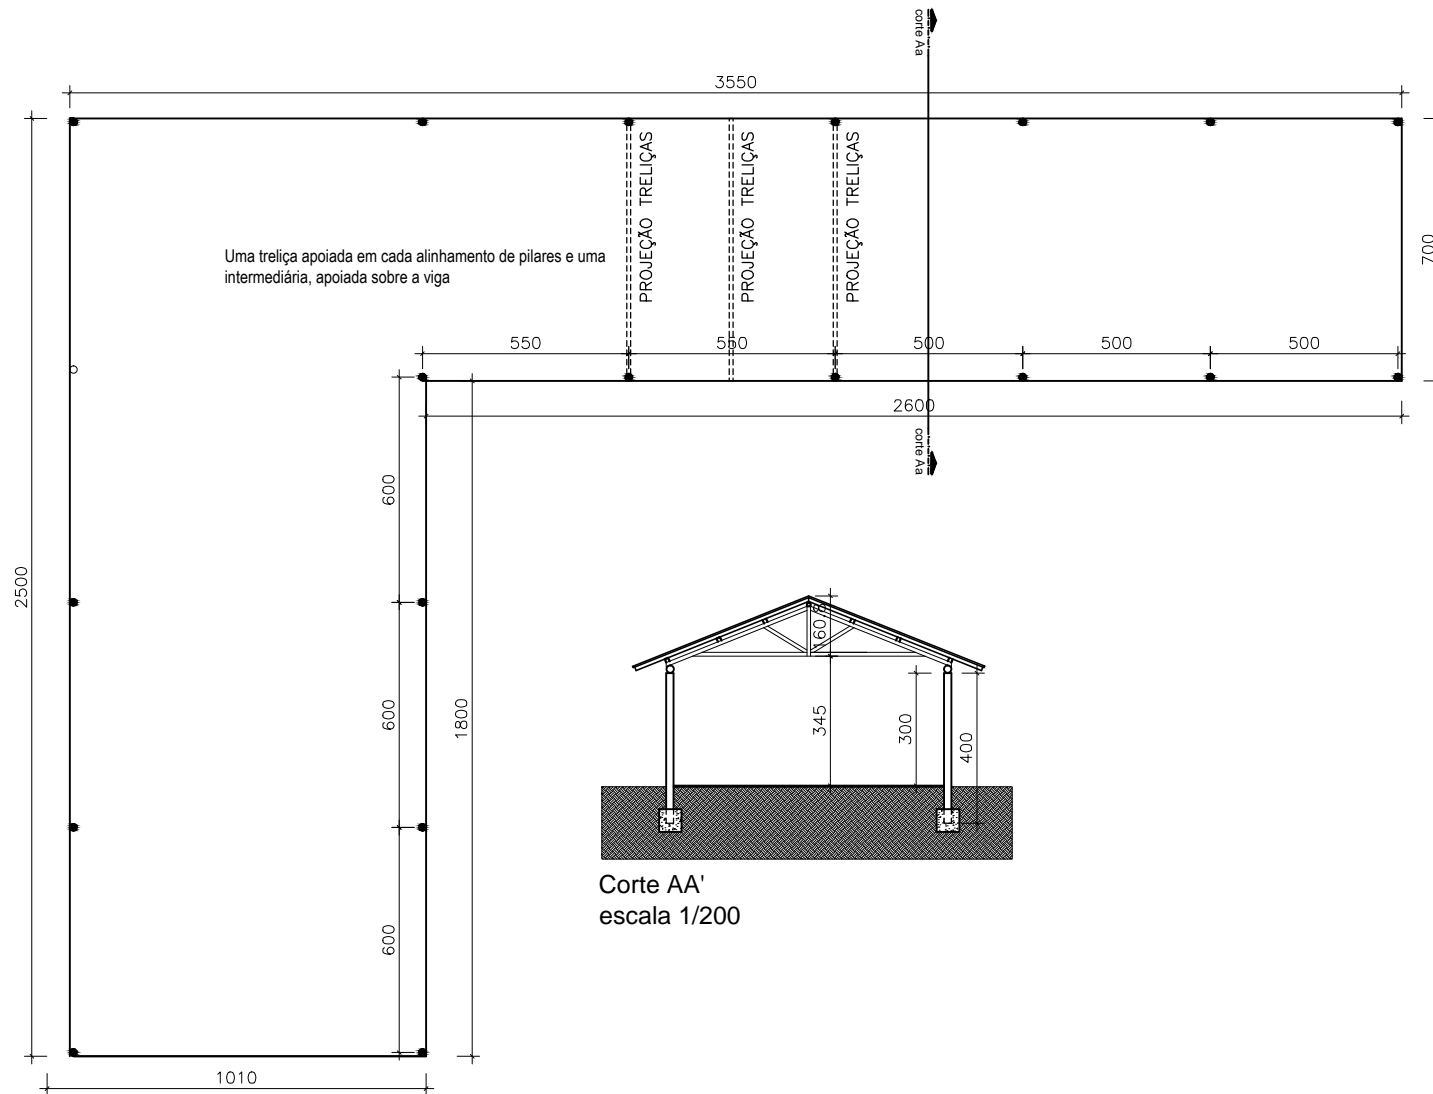 corte Aa
3550
PROJEÇÃO TRELIÇAS
PROJEÇÃO TRELIÇAS
PROJEÇÃO TRELIÇAS
Uma treliça apoiada em cada alinhamento de pilares e uma
intermediária, apoiada sobre a viga
700
550
550
500
500
500
2600
corte Aa
600
2500
600
1800
600
1010
160
345
300
400
Corte AA'
escala 1/200